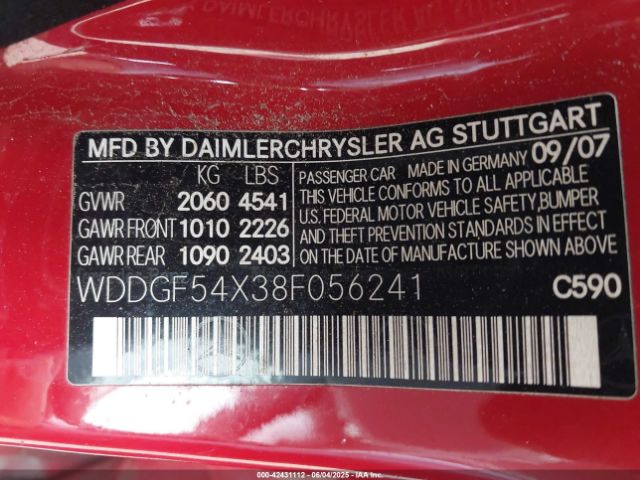 MFD BY DAIMLERCHRYSLER AG STUTTGART
KG LBS
GVWR 2060 4541
GAWR FRONT 1010 2226
GAWR REAR 1090 2403
PASSENGER CAR MADE IN GERMANY 09/07
THIS VEHICLE CONFORMS TO ALL APPLICABLE
U.S. FEDERAL MOTOR VEHICLE SAFETY, BUMPER
AND THEFT PREVENTION STANDARDS IN EFFECT
ON THE DATE OF MANUFACTURE SHOWN ABOVE
WDDGF54X38F056241 C590
000-42431112 - 06/04/2025 - IAAI, Inc.